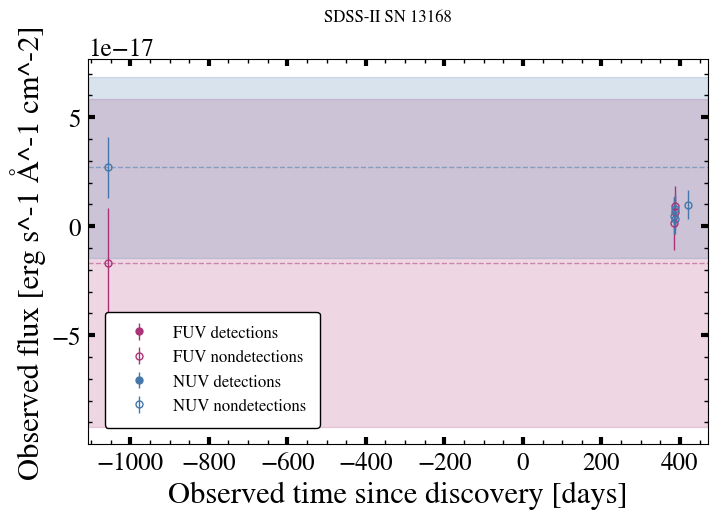 SDSS-II SN 13168
1e−17
Observed flux [erg s^-1 Å^-1 cm^-2]
5
0
−5
FUV detections
FUV nondetections
NUV detections
NUV nondetections
−1000 −800 −600 −400 −200 0 200 400
Observed time since discovery [days]